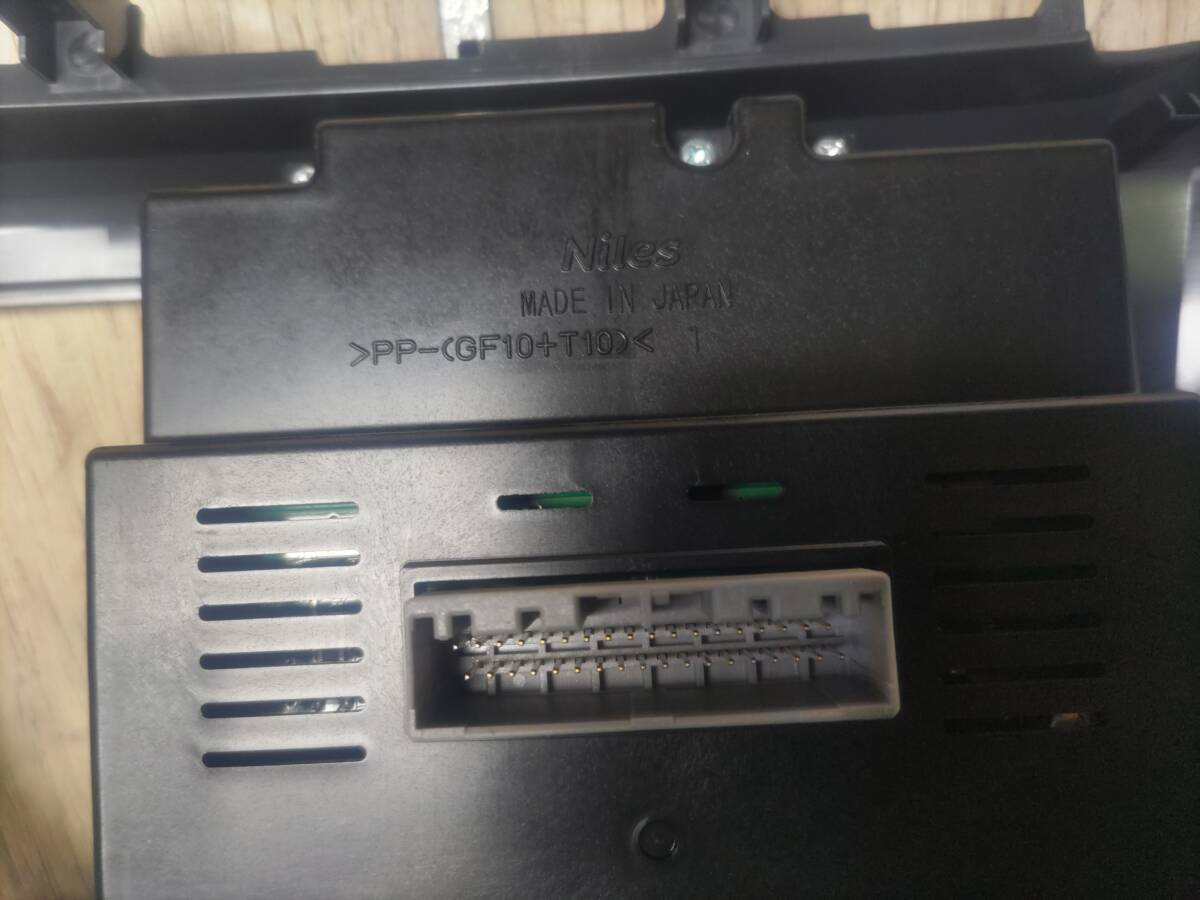 Niles
MADE IN JAPAN
>PP-(GF10+T10)< 1